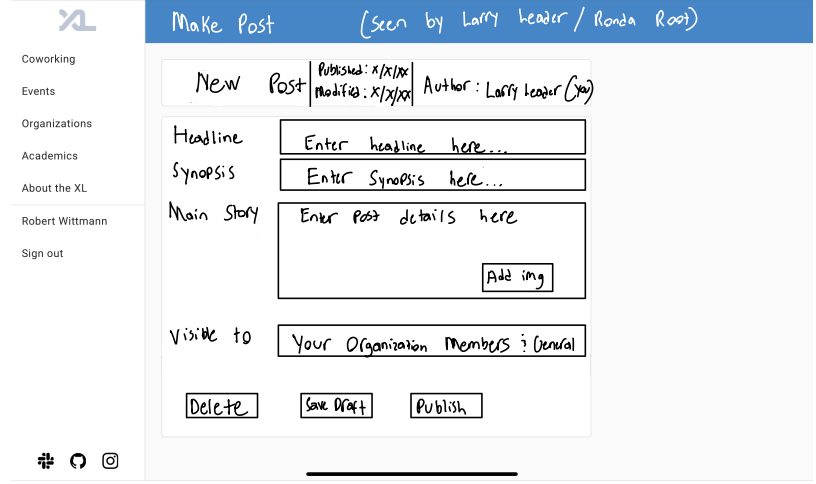 XL
Make Post (seen by Larry Leader / Ronda Root)
Coworking
Events
Organizations
Academics
About the XL
Robert Wittmann
Sign out
New Post
Published: x/x/xx
Modified: x/x/xx
Author: Larry Leader (you)
Headline
Enter headline here...
Synopsis
Enter Synopsis here...
Main Story
Enter Post details here
Add img
Visible to
Your Organization Members & General
Delete
Save Draft
Publish